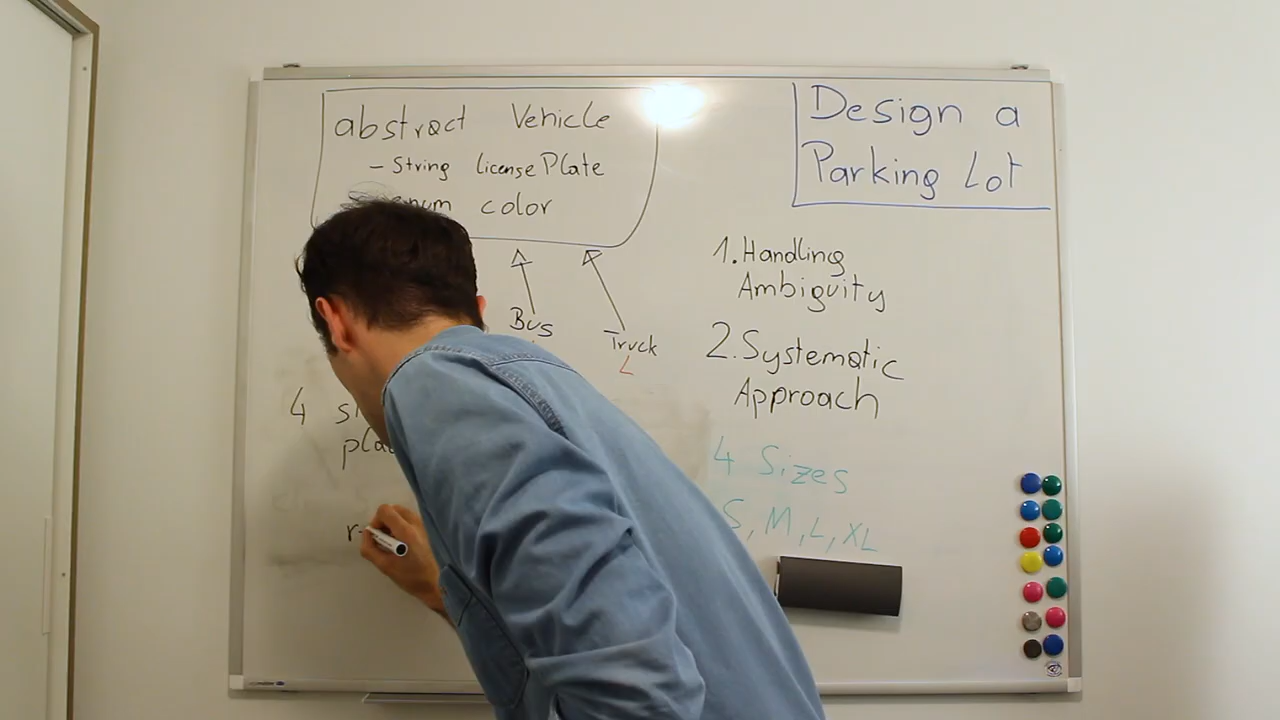 abstract Vehicle
- String licensePlate
color
Bus
Truck
L
4
Design a
Parking Lot
1. Handling
Ambiguity
2. Systematic
Approach
4 Sizes
S, M, L, XL